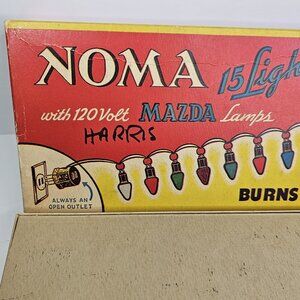 NOMA 15 Ligh
with 120 Volt MAZDA Lamps
HARRIS
ALWAYS AN
OPEN OUTLET
BURNS